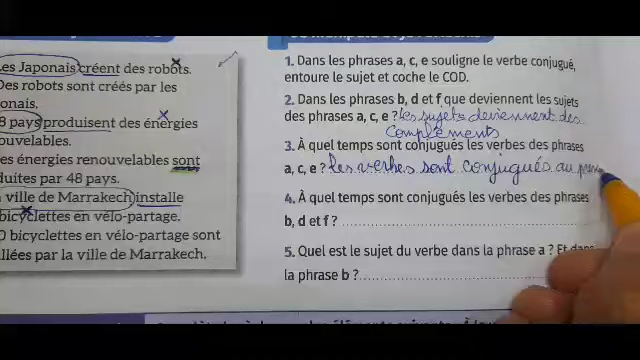 es Japonais créent des robots.
Des robots sont créés par les
onais.
8 pays produisent des énergies
ouvelables.
es énergies renouvelables sont
duites par 48 pays.
ville de Marrakech installe
bicyclettes en vélo-partage.
0 bicyclettes en vélo-partage sont
llées par la ville de Marrakech.
1. Dans les phrases a, c, e souligne le verbe conjugué,
entoure le sujet et coche le COD.
2. Dans les phrases b, d et f, que deviennent les sujets
des phrases a, c, e ? les sujets deviennent des
compléments
3. À quel temps sont conjugués les verbes des phrases
a, c, e ? les verbes sont conjugués au
4. À quel temps sont conjugués les verbes des phrases
b, d et f ?
5. Quel est le sujet du verbe dans la phrase a ? Et dans
la phrase b ?